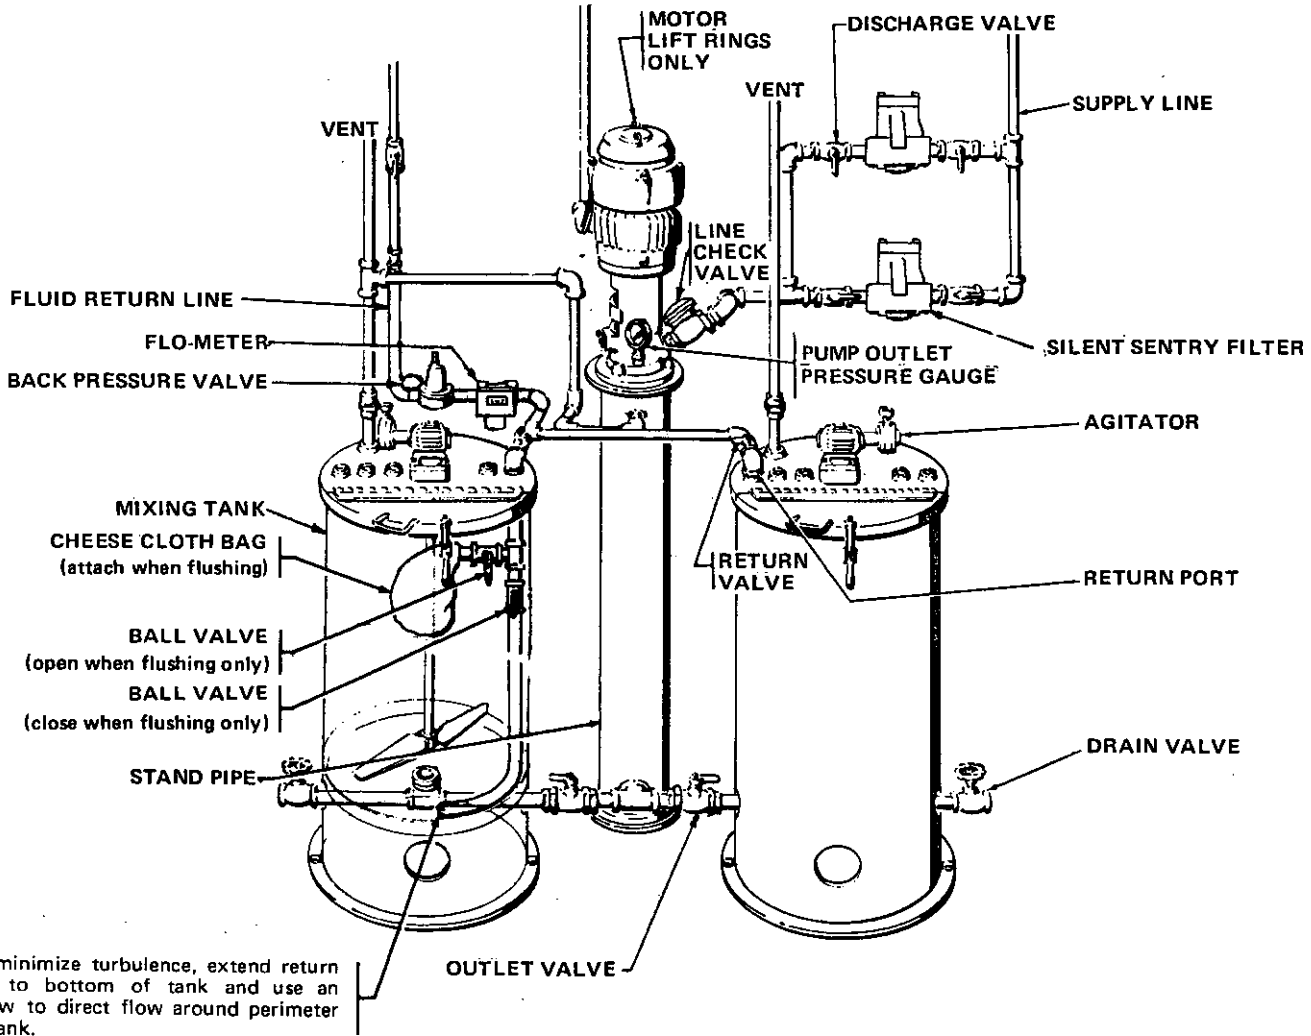 MOTOR
LIFT RINGS
ONLY
DISCHARGE VALVE
VENT
SUPPLY LINE
VENT
LINE
CHECK
VALVE
FLUID RETURN LINE
FLO-METER
SILENT SENTRY FILTER
PUMP OUTLET
PRESSURE GAUGE
BACK PRESSURE VALVE
AGITATOR
MIXING TANK
CHEESE CLOTH BAG
(attach when flushing)
RETURN
VALVE
RETURN PORT
BALL VALVE
(open when flushing only)
BALL VALVE
(close when flushing only)
STAND PIPE
DRAIN VALVE
OUTLET VALVE
minimize turbulence, extend return
to bottom of tank and use an
to direct flow around perimeter